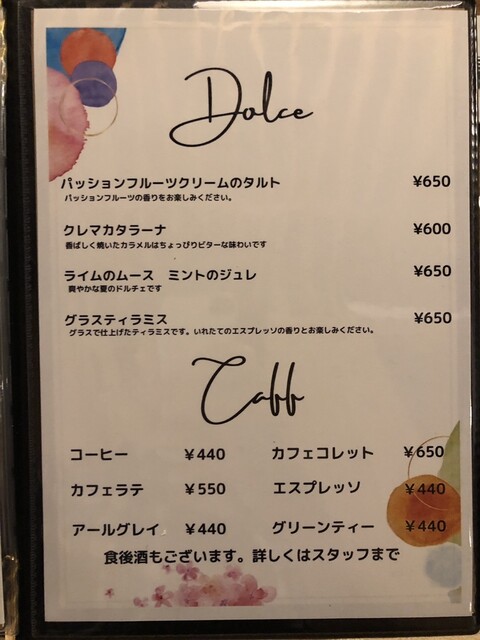 Dolce
パッションフルーツクリームのタルト ¥650
パッションフルーツの香りをお楽しみください。
クレマカタラーナ ¥600
香ばしく焼いたカラメルはちょっぴりビターな味わいです
ライムのムース ミントのジュレ ¥650
爽やかな夏のドルチェです
グラスティラミス ¥650
グラスで仕上げたティラミスです。いれたてのエスプレッソの香りとお楽しみください。
Caff
コーヒー ¥440 カフェコレット ¥650
カフェラテ ¥550 エスプレッソ ¥440
アールグレイ ¥440 グリーンティー ¥440
食後酒もございます。詳しくはスタッフまで